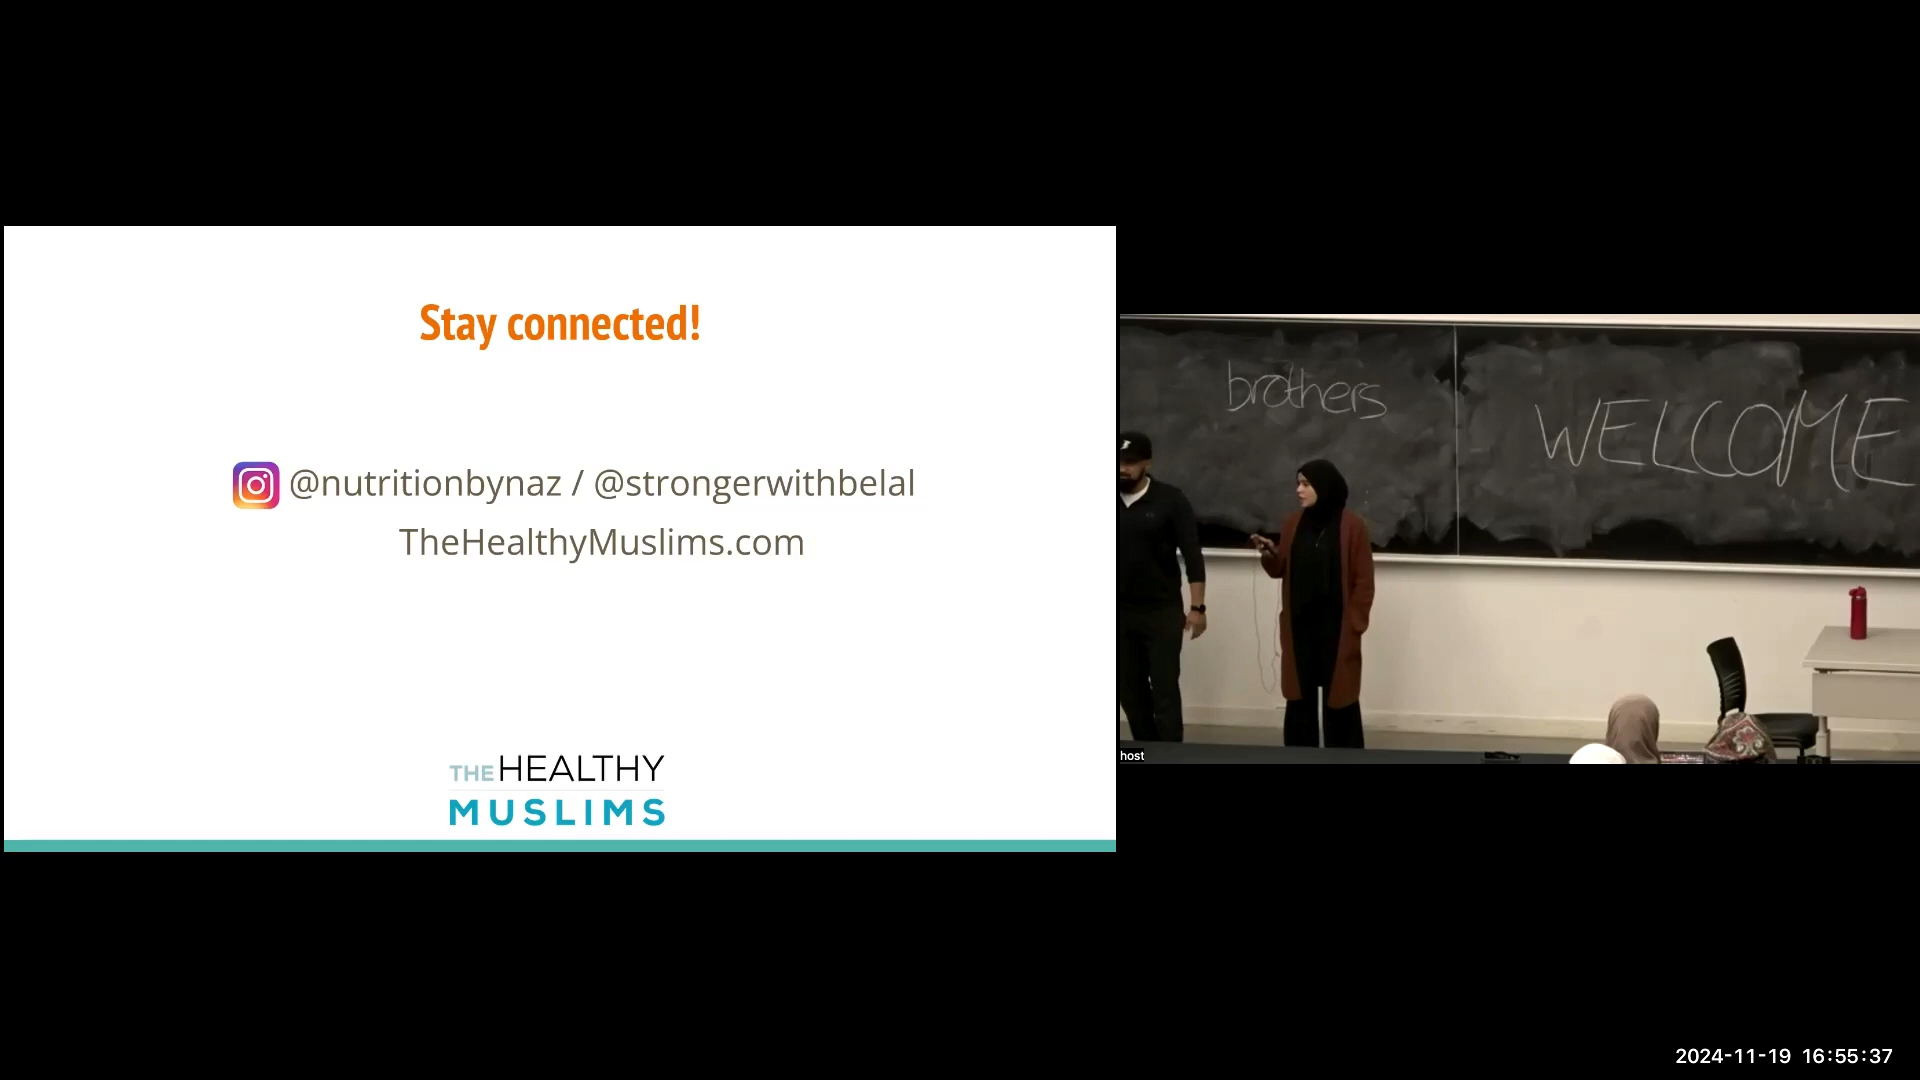 Stay connected!
@nutritionbynaz / @strongerwithbelal
TheHealthyMuslims.com
THE HEALTHY
MUSLIMS
brothers
WELCOME
host
2024-11-19 16:55:37